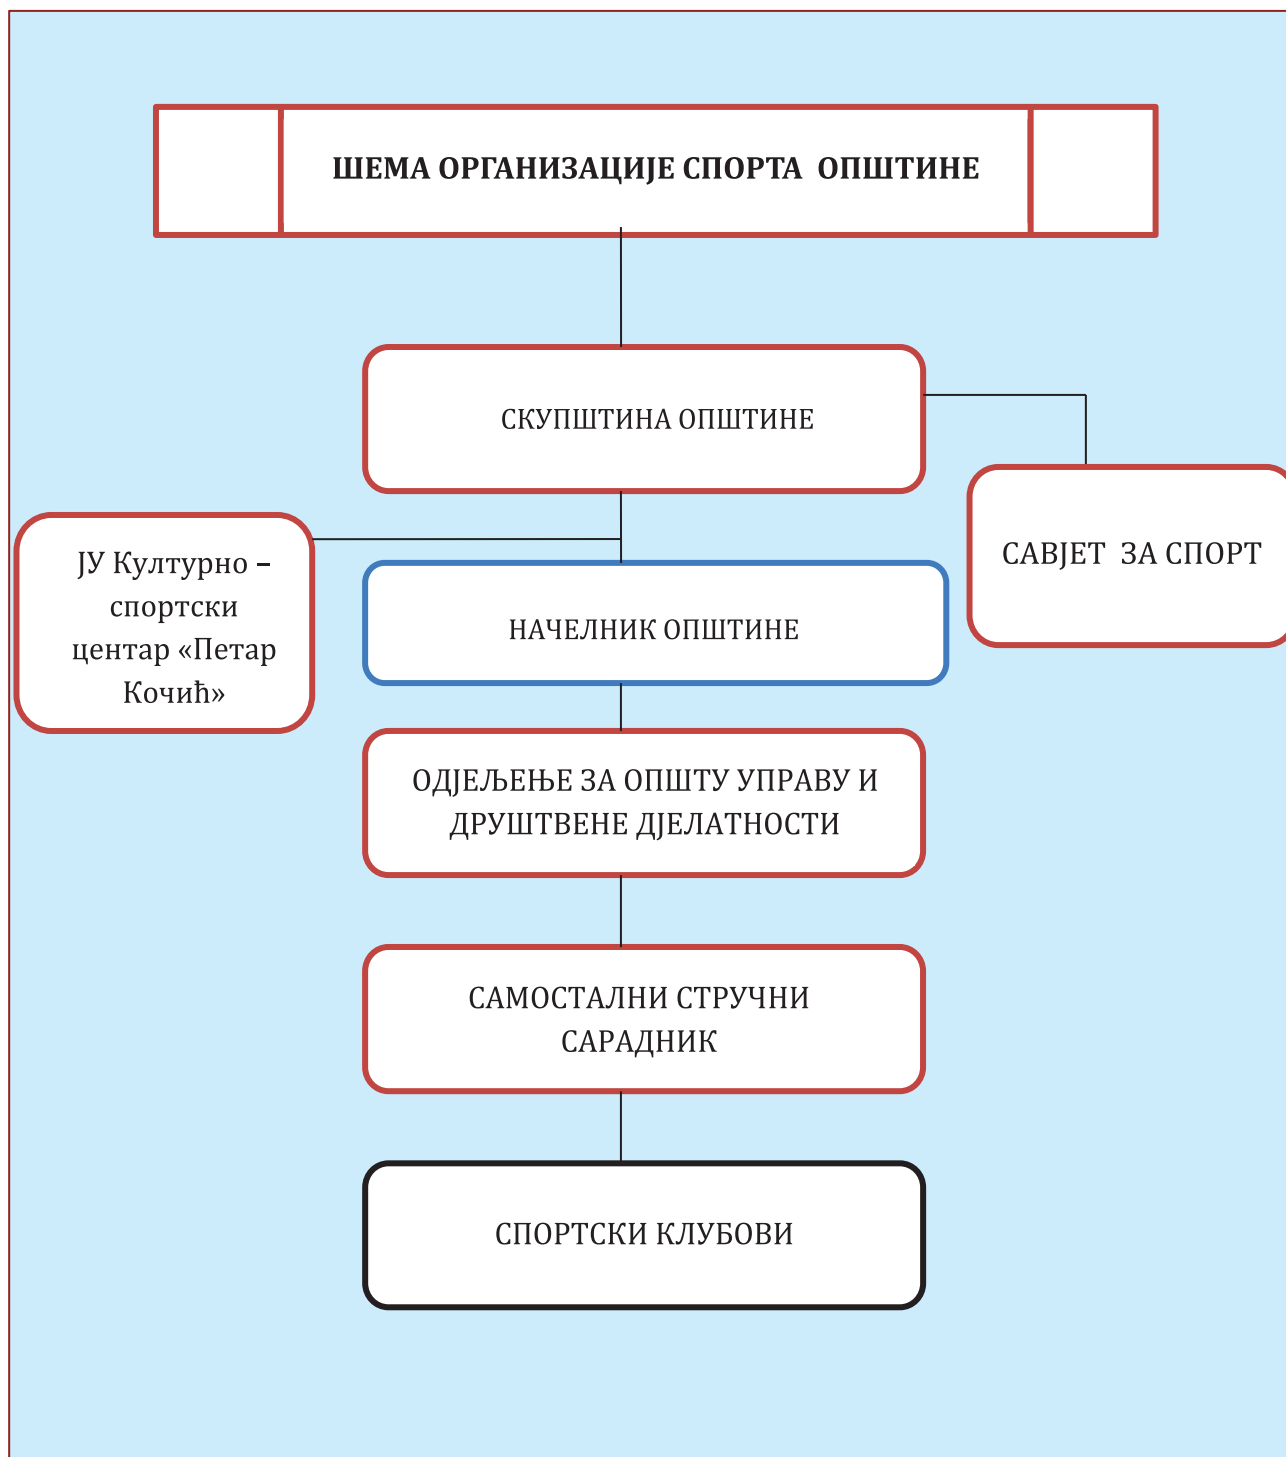 ШЕМА ОРГАНИЗАЦИЈЕ СПОРТА  ОПШТИНЕ
СКУПШТИНА ОПШТИНЕ
САВЈЕТ  ЗА СПОРТ
ЈУ Културно –
спортски
центар «Петар
Кочић»
НАЧЕЛНИК ОПШТИНЕ
ОДЈЕЉЕЊЕ ЗА ОПШТУ УПРАВУ И
ДРУШТВЕНЕ ДЈЕЛАТНОСТИ
САМОСТАЛНИ СТРУЧНИ
САРАДНИК
СПОРТСКИ КЛУБОВИ